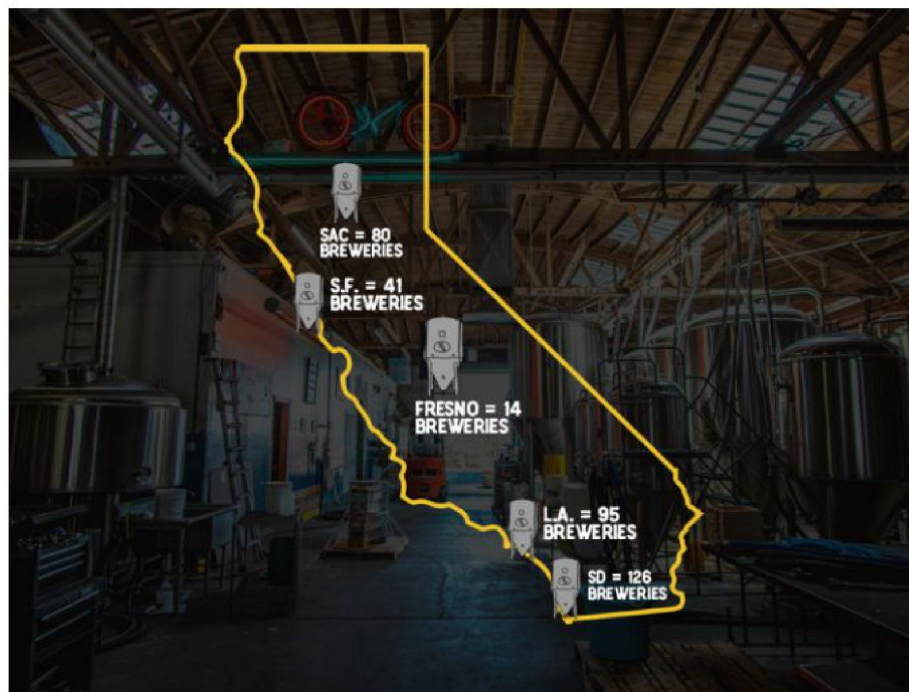 SAC = 80
BREWERIES
S.F. = 41
BREWERIES
FRESNO = 14
BREWERIES
L.A. = 95
BREWERIES
SD = 126
BREWERIES